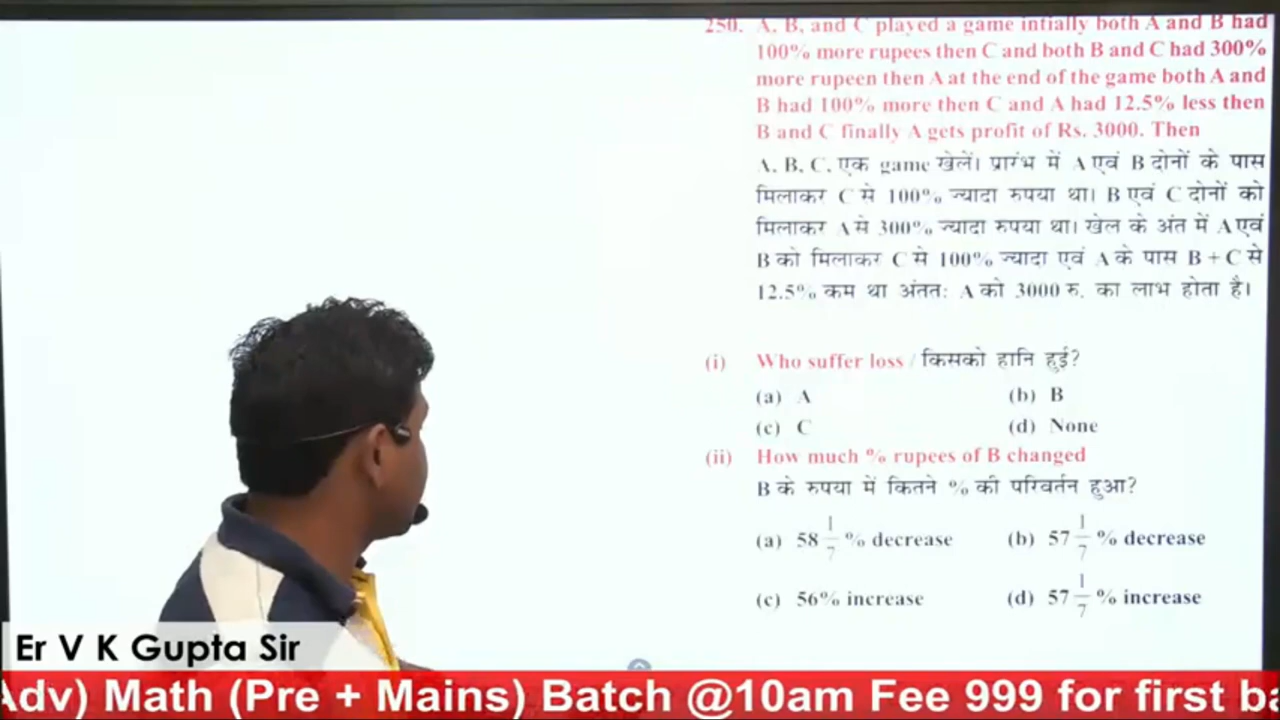 250. A, B, and C played a game intially both A and B had
100% more rupees then C and both B and C had 300%
more rupeen then A at the end of the game both A and
B had 100% more then C and A had 12.5% less then
B and C finally A gets profit of Rs. 3000. Then
A, B, C, एक game खेलें। प्रारंभ में A एवं B दोनों के पास
मिलाकर C से 100% ज्यादा रुपया था। B एवं C दोनों को
मिलाकर A से 300% ज्यादा रुपया था। खेल के अंत में A एवं
B को मिलाकर C से 100% ज्यादा एवं A के पास B + C से
12.5% कम था अंततः A को 3000 रु. का लाभ होता है।
(i) Who suffer loss / किसको हानि हुई?
(a) A (b) B
(c) C (d) None
(ii) How much % rupees of B changed
B के रुपया में कितने % की परिवर्तन हुआ?
(a) 58 1/7 % decrease (b) 57 1/7 % decrease
(c) 56% increase (d) 57 1/7 % increase
Er V K Gupta Sir
Adv) Math (Pre + Mains) Batch @10am Fee 999 for first ba